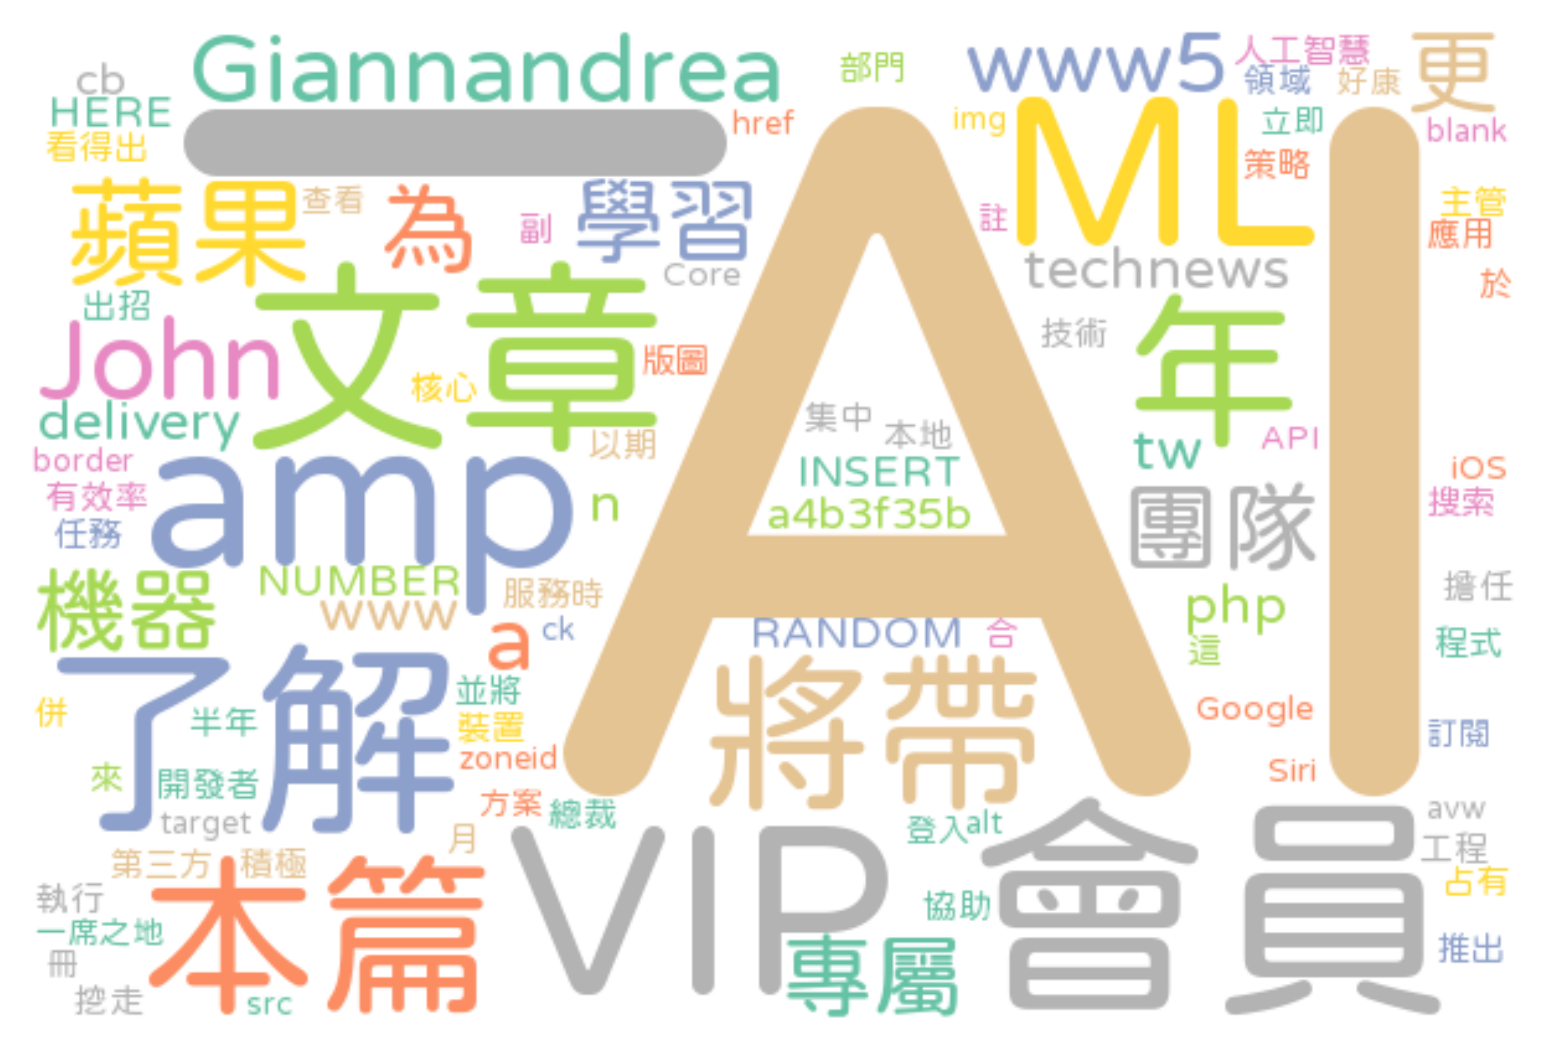 Giannandrea
部門
www5
人工智慧
更
cb
領域
好康
HERE
href
img
ML
立即
blank
看得出
策略
AI
蘋果
查看
為
副
學習
註
主管
應用
Core
technews
於
出招
John
文章
版圖
技術
年
核心
delivery
集中
本地
以期
tw
API
border
amp
INSERT
iOS
有效率
n
a4b3f35b
團隊
搜索
任務
機器
NUMBER
服務時
擔任
www
php
a
ck
RANDOM
合
這
程式
了解
並將
將帶
併
半年
裝置
Google
訂閱
zoneid
來
開發者
Siri
方案
總裁
target
月
登入
alt
avw
VIP
會員
工程
第三方
積極
本篇
占有
執行
協助
一席之地
專屬
推出
冊
挖走
src
一